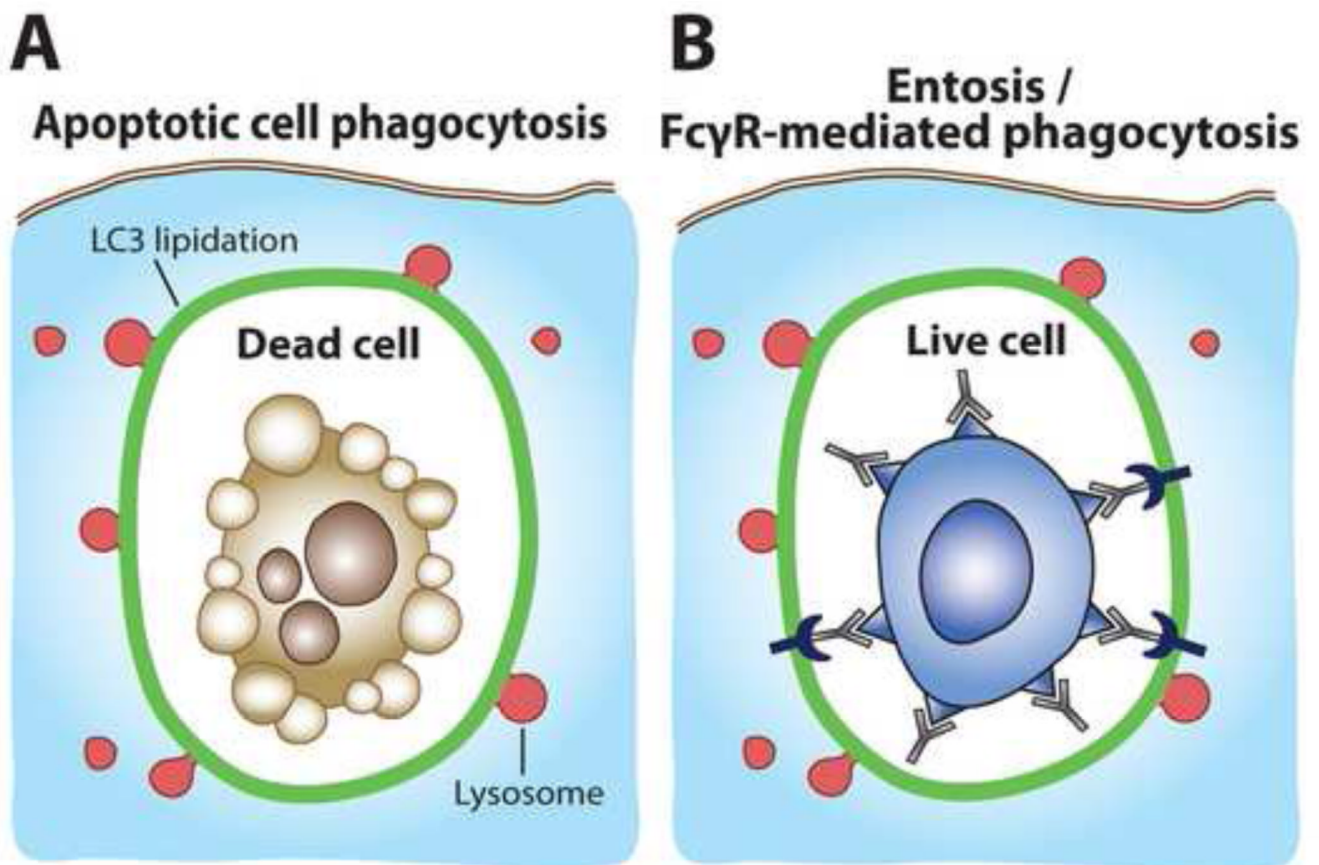 A
Apoptotic cell phagocytosis
LC3 lipidation
Dead cell
Lysosome
B
Entosis /
FcγR-mediated phagocytosis
Live cell